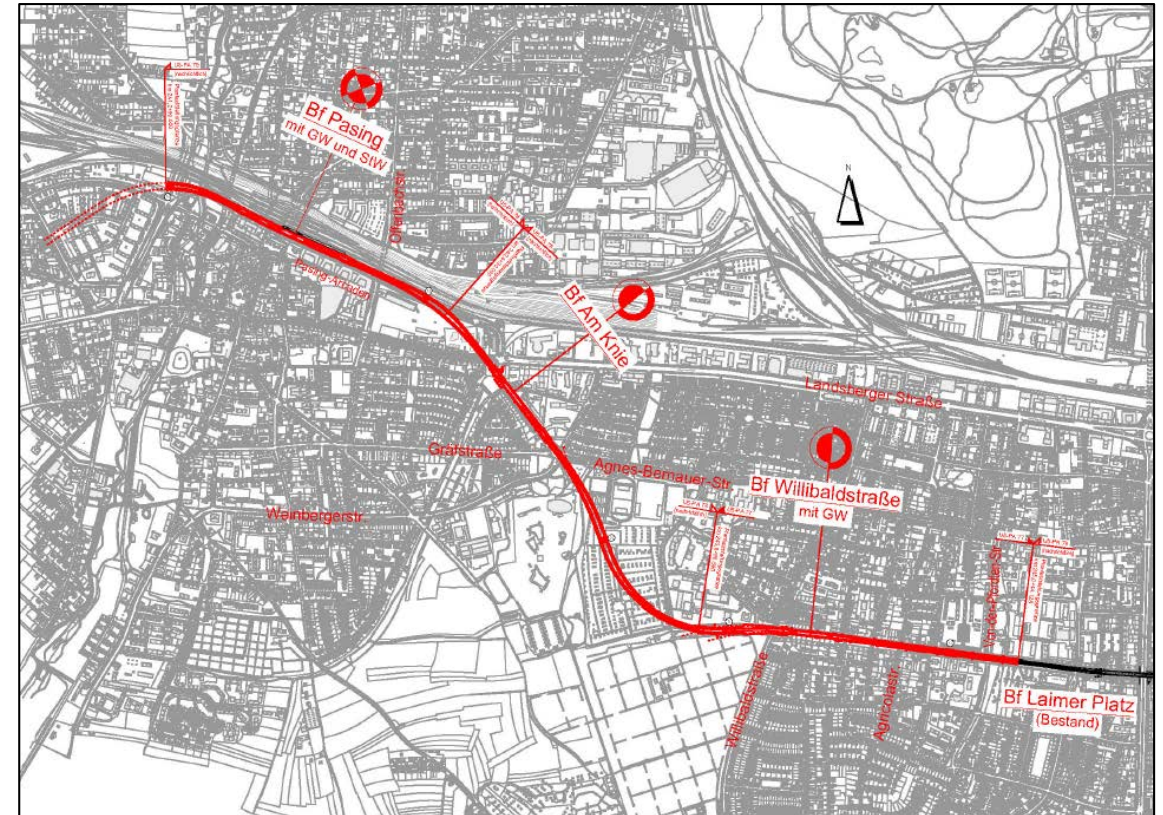 Bf Pasing
mit GW und StW
Offenbachstr.
Pasing-Arcaden
Bf Am Knie
Landsberger Straße
Gräfstraße
Agnes-Bernauer-Str.
Weinbergerstr.
Bf Willibaldstraße
mit GW
Von-der-Pfordten-Str.
Willibaldstraße
Agricolastr.
Bf Laimer Platz
(Bestand)
N